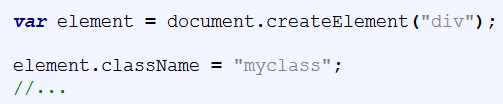 var element = document.createElement("div");
element.className = "myclass";
//...